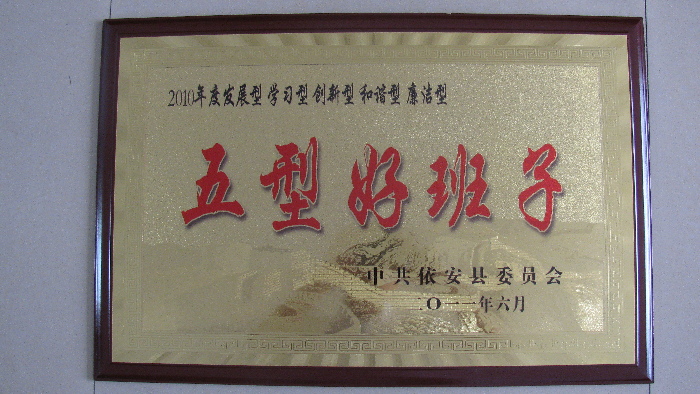 2010年度发展型 学习型 创新型 和谐型 廉洁型
五型好班子
中共依安县委员会
二〇一一年六月